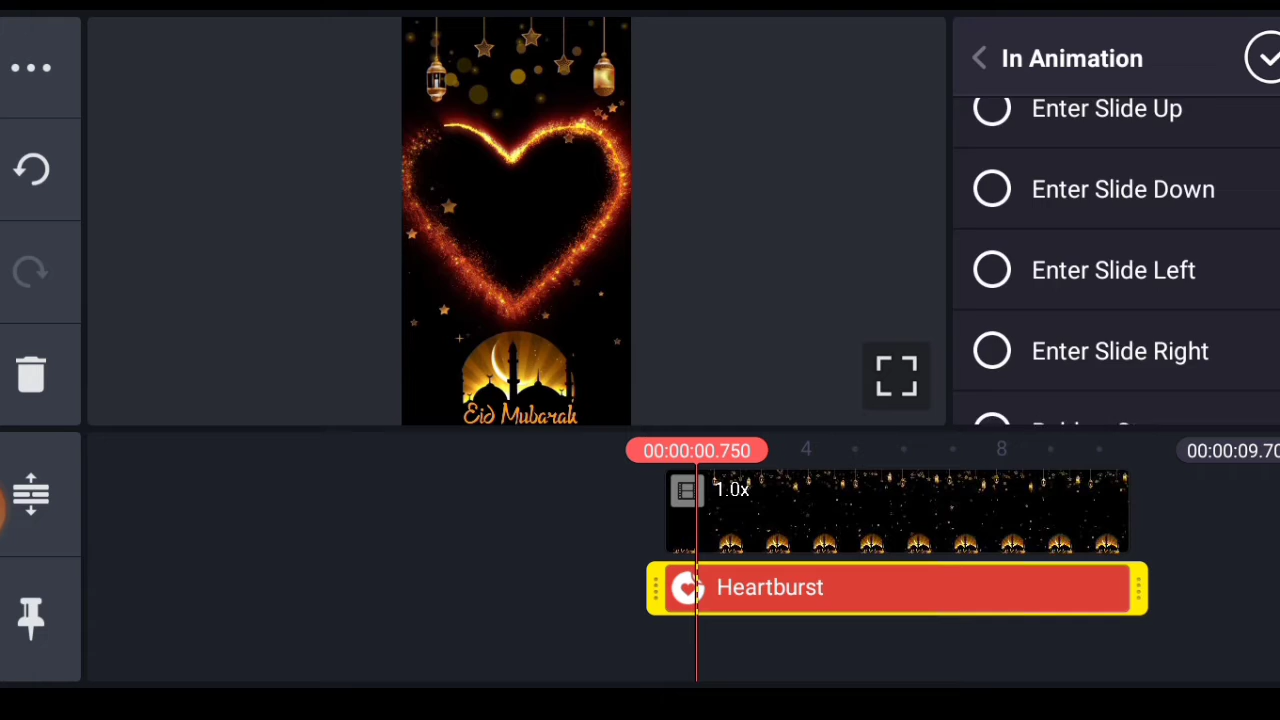 In Animation
Enter Slide Up
Enter Slide Down
Enter Slide Left
Enter Slide Right
Eid Mubarak
00:00:00.750
4
8
00:00:09.70
1.0x
Heartburst